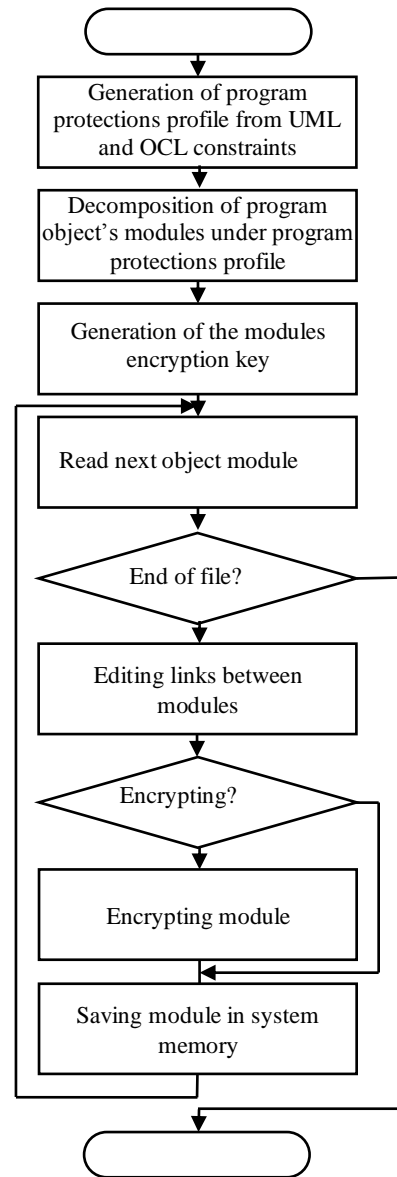 Generation of program
protections profile from UML
and OCL constraints
Decomposition of program
object’s modules under program
protections profile
Generation of the modules
encryption key
Read next object module
End of file?
Editing links between
modules
Encrypting?
Encrypting module
Saving module in system
memory